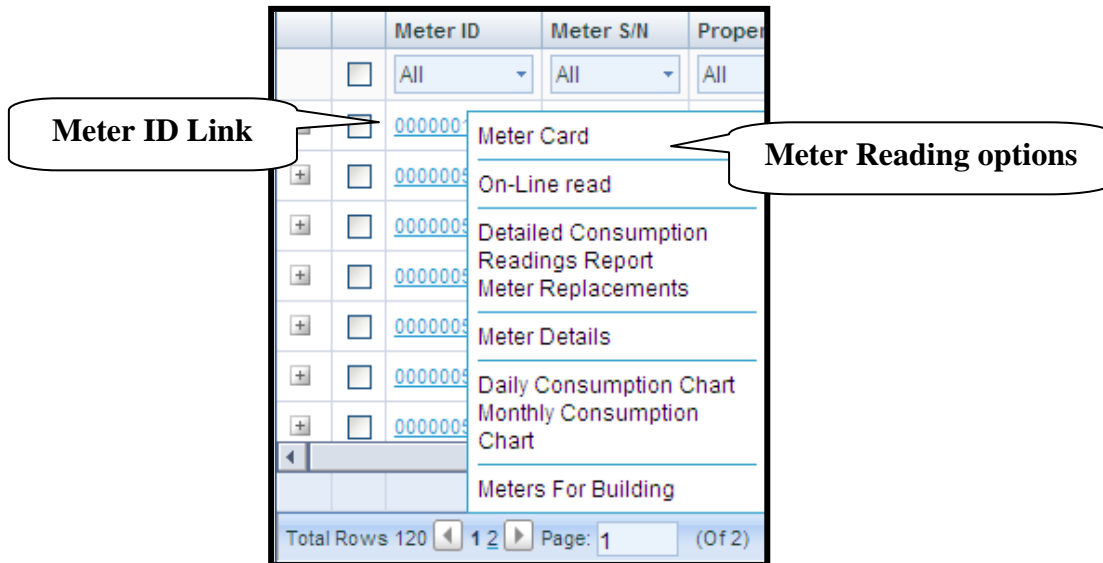 Meter ID Meter S/N Proper
All All All
Meter ID Link
0000001
Meter Card
Meter Reading options
0000005
On-Line read
0000005
Detailed Consumption
Readings Report
0000005
Meter Replacements
0000005
Meter Details
0000005
Daily Consumption Chart
0000005
Monthly Consumption
Chart
Meters For Building
Total Rows 120 1 2 Page: 1 (Of 2)